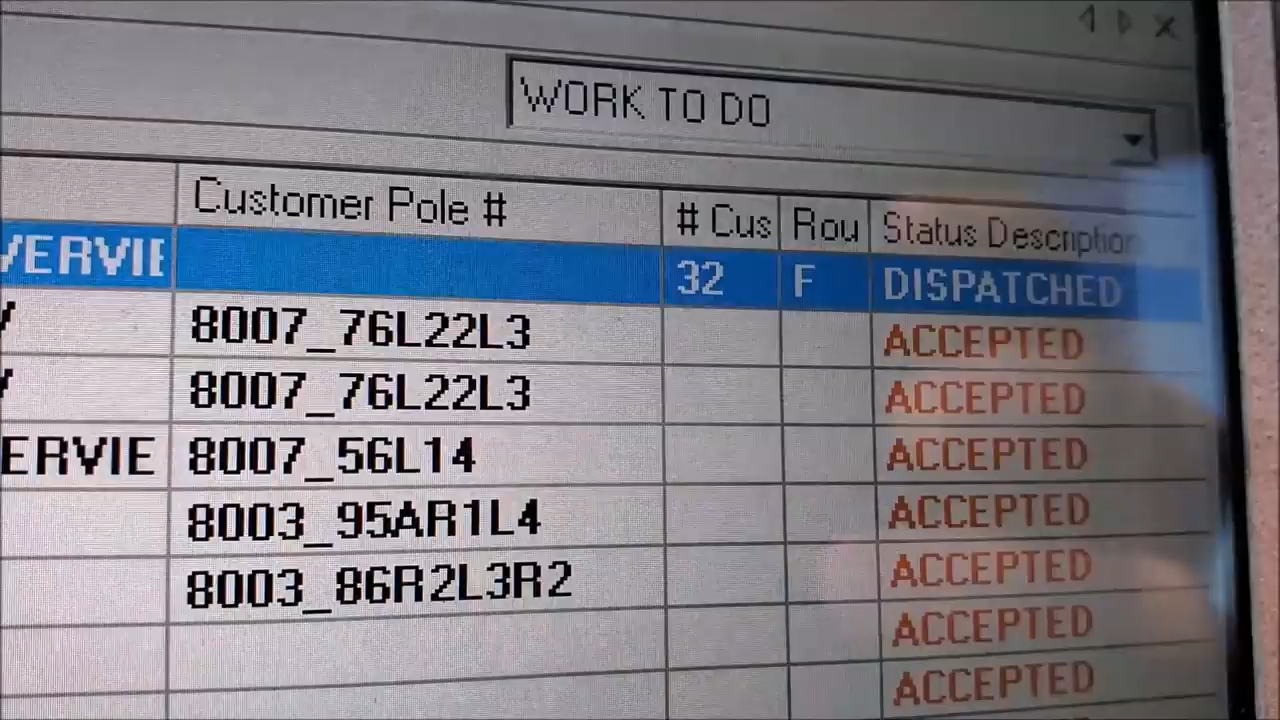 WORK TO DO
Customer Pole # # Cus Rou Status Description
VERVIE 32 F DISPATCHED
8007_76L22L3 ACCEPTED
8007_76L22L3 ACCEPTED
ERVIE 8007_56L14 ACCEPTED
8003_95AR1L4 ACCEPTED
8003_86R2L3R2 ACCEPTED
ACCEPTED
ACCEPTED